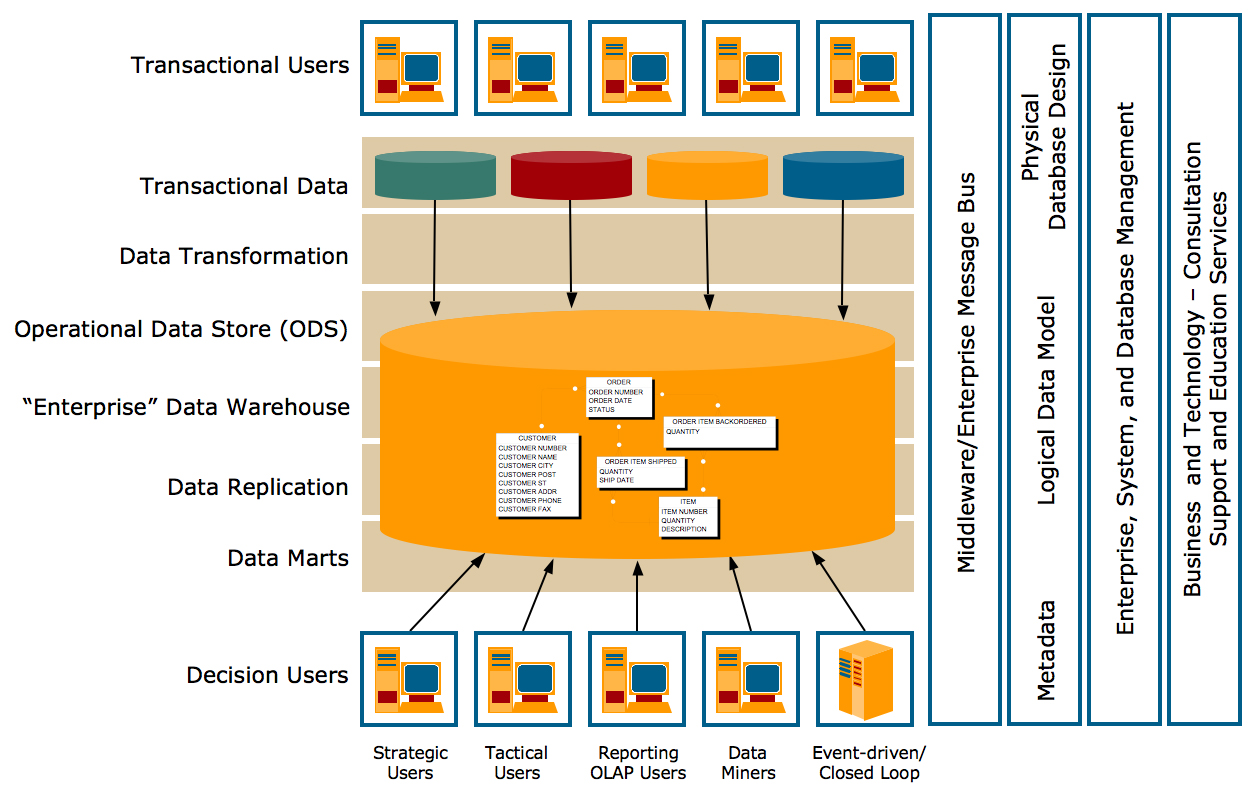 Transactional Users
Transactional Data
Data Transformation
Operational Data Store (ODS)
“Enterprise” Data Warehouse
Data Replication
Data Marts
Decision Users
ORDER
ORDER NUMBER
ORDER DATE
STATUS
ORDER ITEM BACKORDERED
QUANTITY
CUSTOMER
CUSTOMER NUMBER
CUSTOMER NAME
CUSTOMER CITY
CUSTOMER POST
CUSTOMER ST
CUSTOMER ADDR
CUSTOMER PHONE
CUSTOMER FAX
ORDER ITEM SHIPPED
QUANTITY
SHIP DATE
ITEM
ITEM NUMBER
QUANTITY
DESCRIPTION
Strategic
Users
Tactical
Users
Reporting
OLAP Users
Data
Miners
Event-driven/
Closed Loop
Middleware/Enterprise Message Bus
Physical
Database Design
Logical Data Model
Metadata
Enterprise, System, and Database Management
Business and Technology – Consultation
Support and Education Services